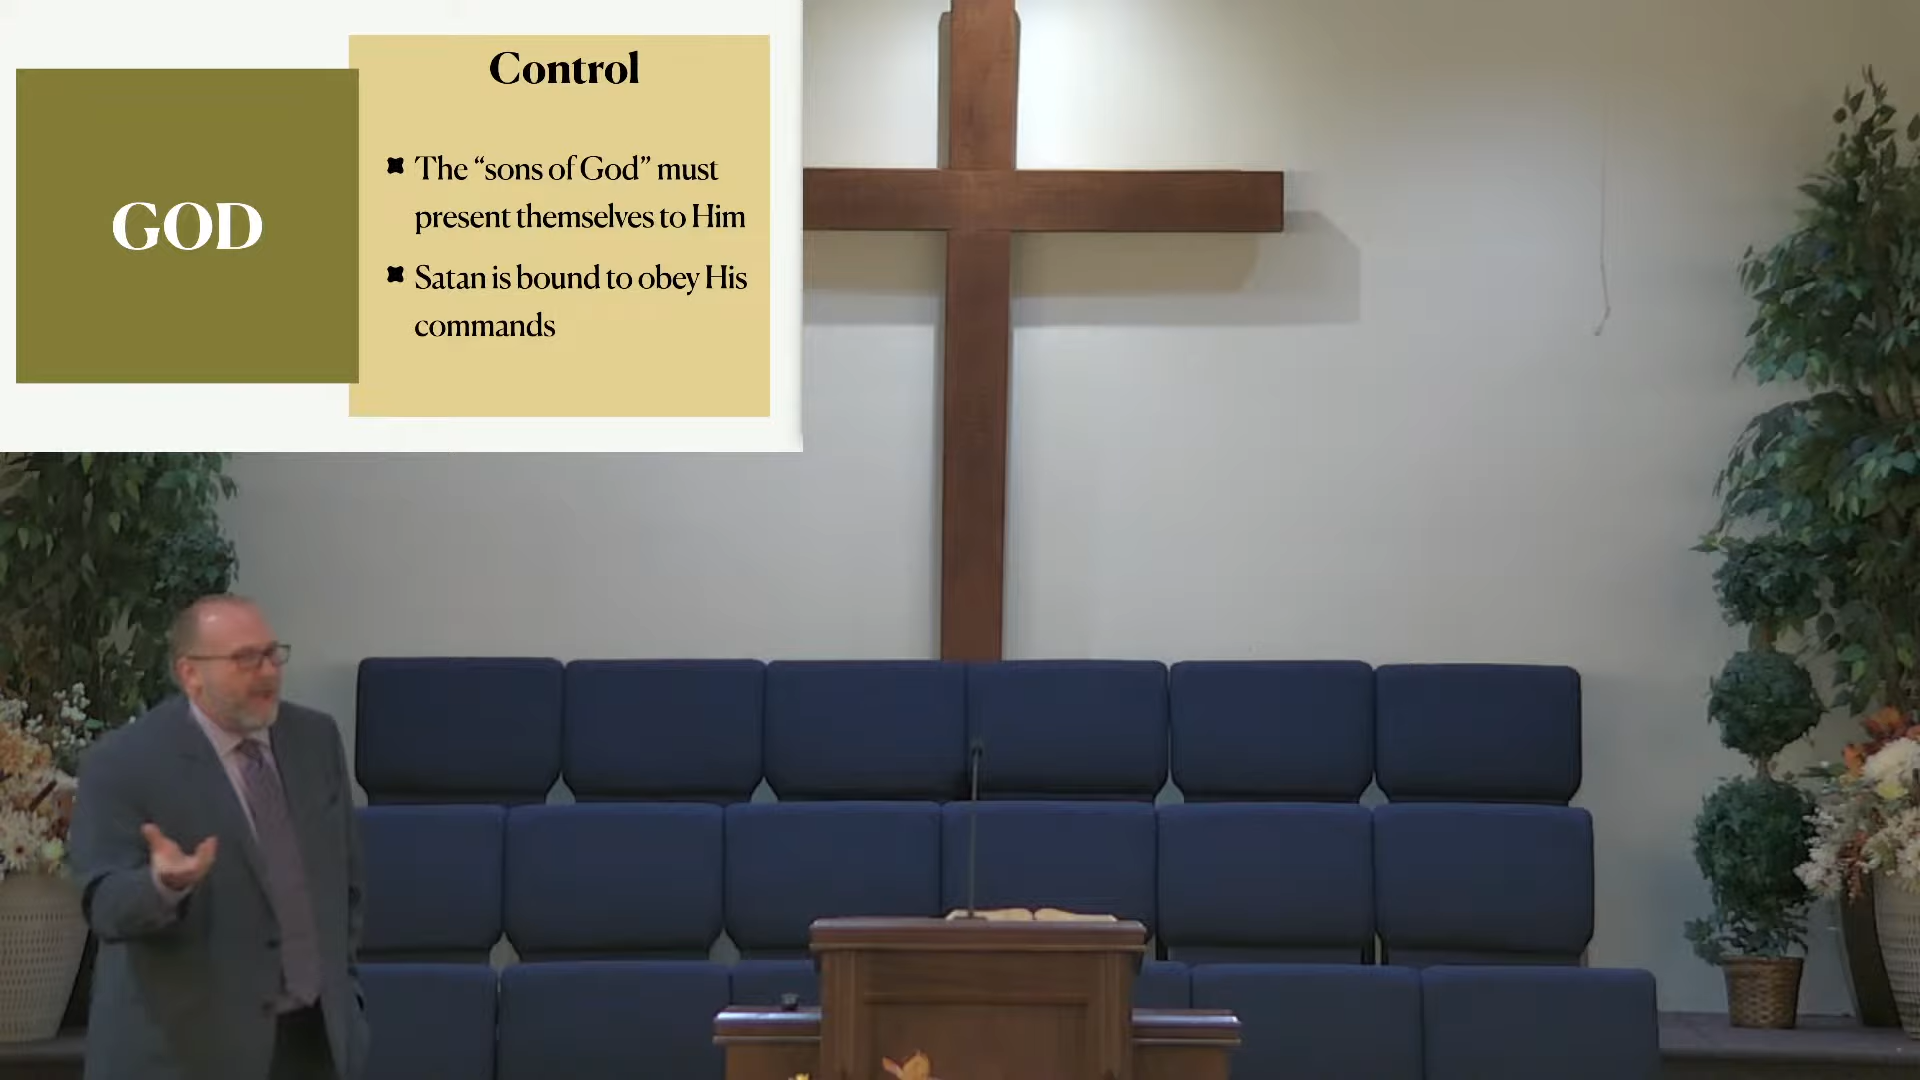 GOD
Control
The “sons of God” must
present themselves to Him
Satan is bound to obey His
commands